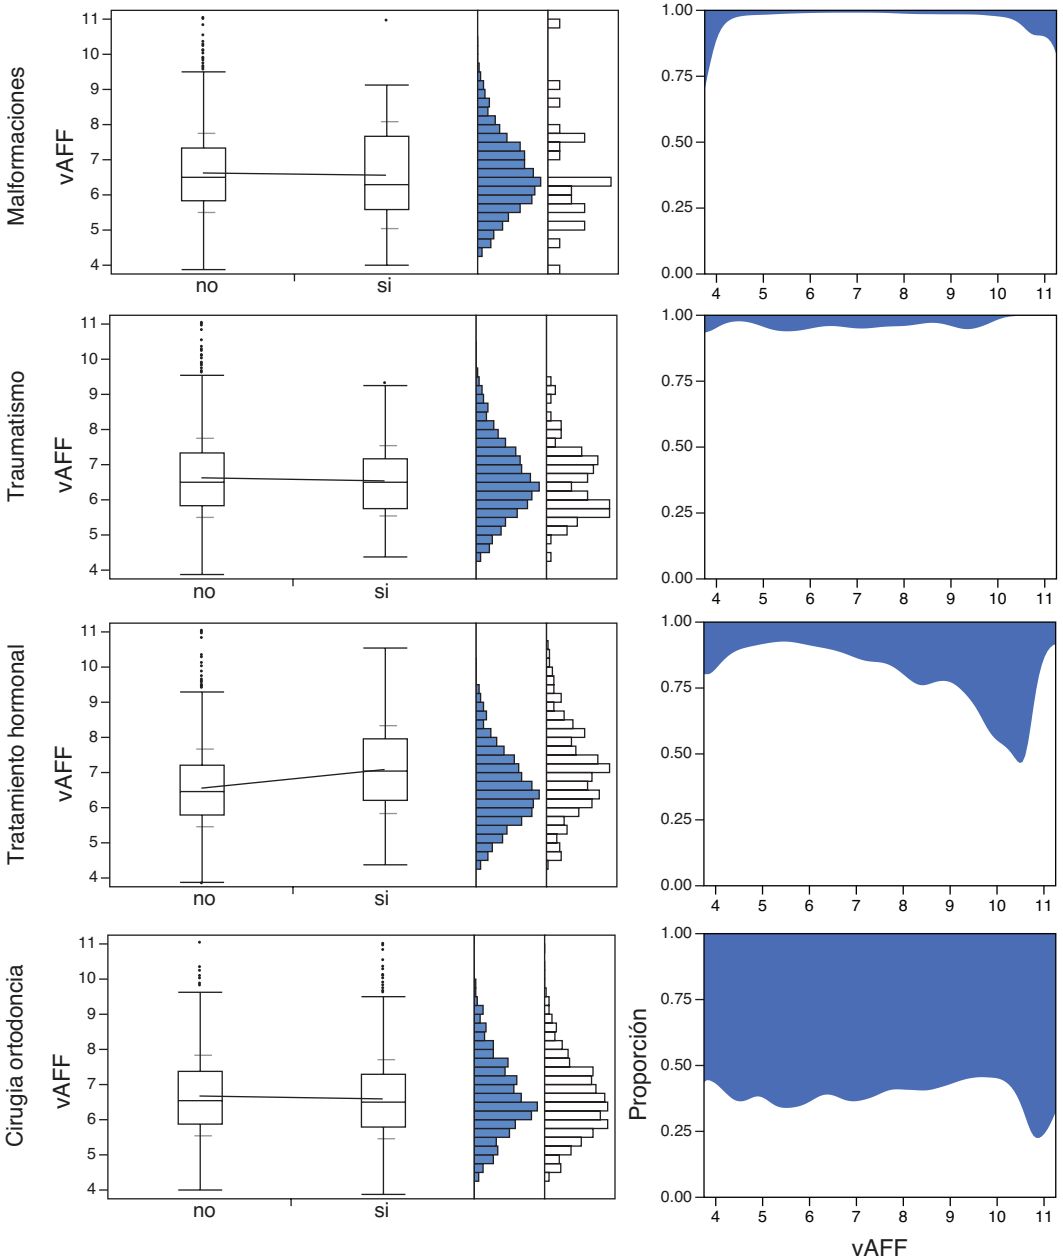 Malformaciones
vAFF
11
10
9
8
7
6
5
4
no
si
1.00
0.75
0.50
0.25
0.00
4 5 6 7 8 9 10 11
Traumatismo
vAFF
11
10
9
8
7
6
5
4
no
si
1.00
0.75
0.50
0.25
0.00
4 5 6 7 8 9 10 11
Tratamiento hormonal
vAFF
11
10
9
8
7
6
5
4
no
si
1.00
0.75
0.50
0.25
0.00
4 5 6 7 8 9 10 11
Cirugia ortodoncia
vAFF
11
10
9
8
7
6
5
4
no
si
Proporción
1.00
0.75
0.50
0.25
0.00
4 5 6 7 8 9 10 11
vAFF